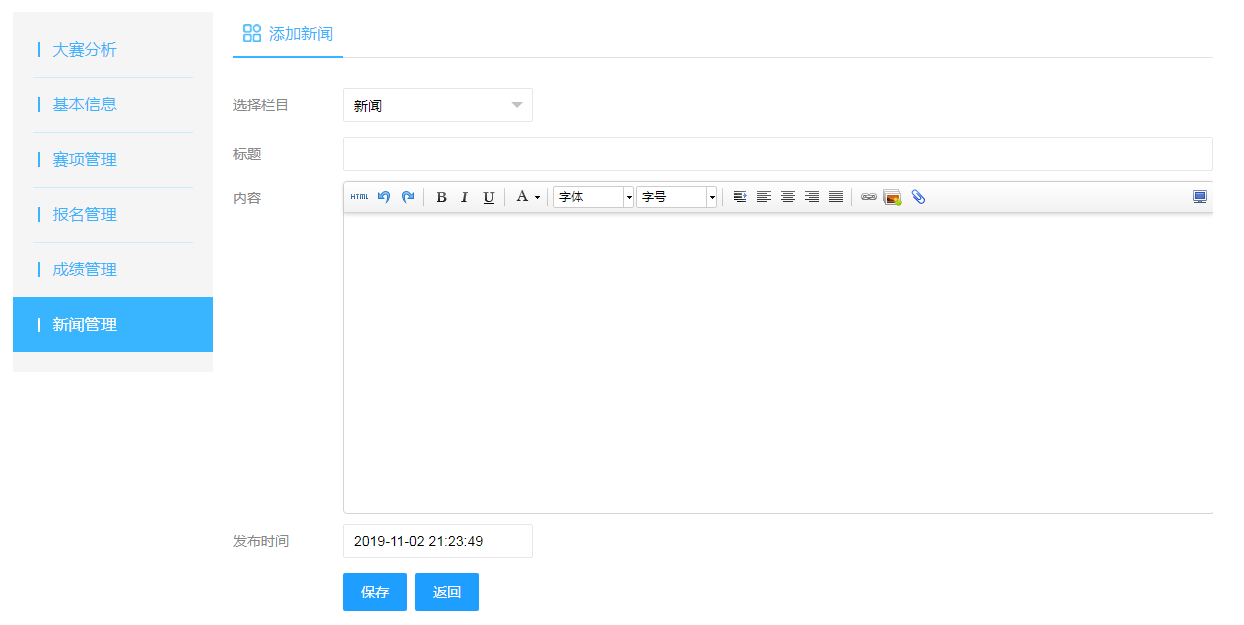 大赛分析
基本信息
赛项管理
报名管理
成绩管理
新闻管理
添加新闻
选择栏目 新闻
标题
内容 HTML B I U A 字体 字号
发布时间 2019-11-02 21:23:49
保存 返回